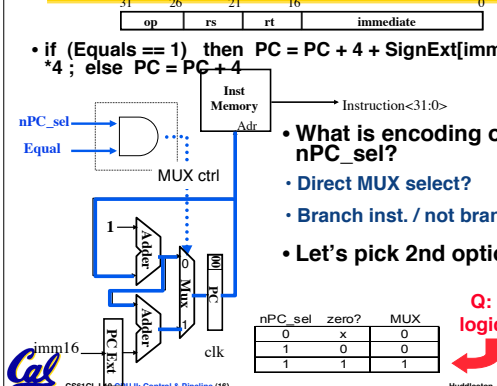 31 26 21 16 0
op rs rt immediate
• if (Equals == 1) then PC = PC + 4 + SignExt[imm
*4 ; else PC = PC + 4
Inst
Memory
Adr
Instruction<31:0>
nPC_sel
Equal
MUX ctrl
• What is encoding o
nPC_sel?
• Direct MUX select?
• Branch inst. / not bran
• Let's pick 2nd optio
1
Adder
0
Mux
1
00
PC
Adder
imm16
PC Ext
clk
nPC_sel zero? MUX
0 x 0
1 0 0
1 1 1
Q:
logic
Cal